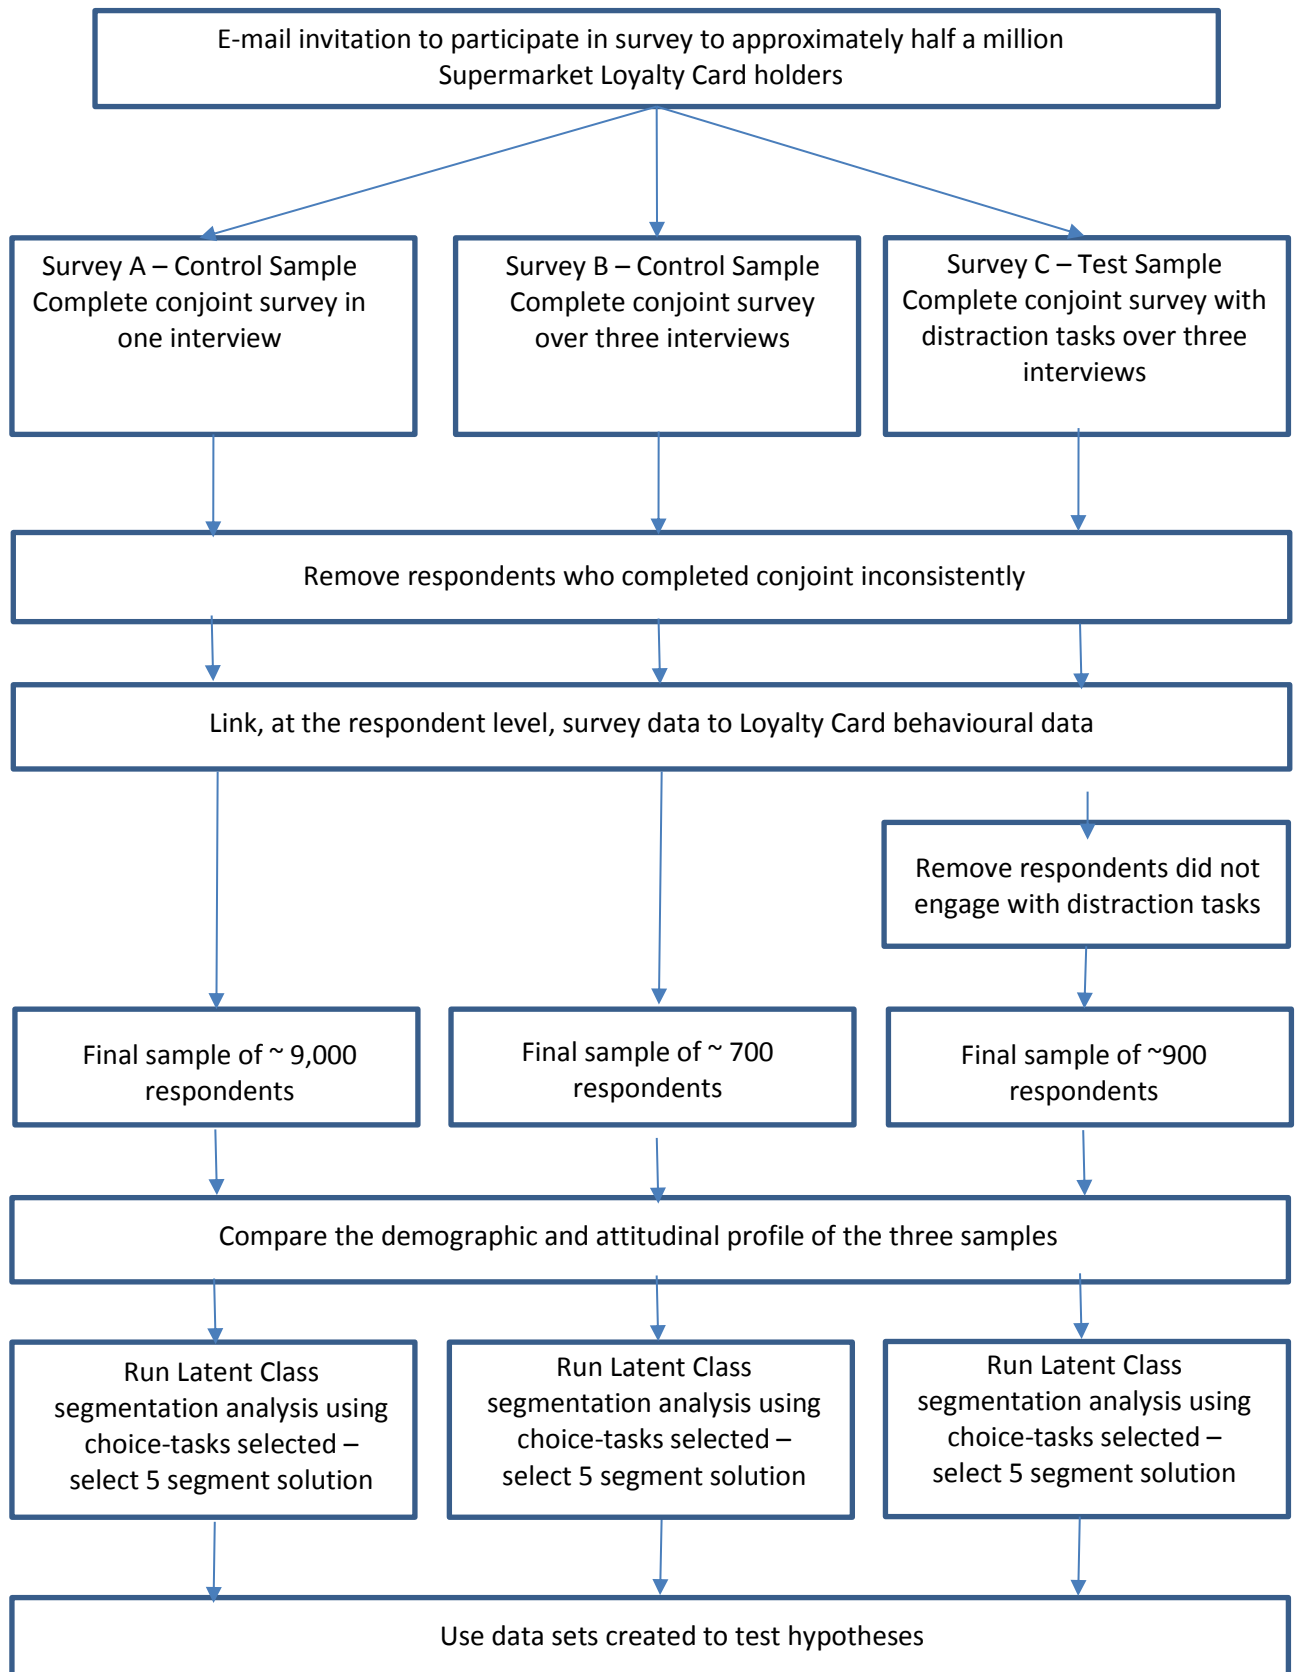 E-mail invitation to participate in survey to approximately half a million
Supermarket Loyalty Card holders
Survey A – Control Sample
Complete conjoint survey in
one interview
Survey B – Control Sample
Complete conjoint survey
over three interviews
Survey C – Test Sample
Complete conjoint survey with
distraction tasks over three
interviews
Remove respondents who completed conjoint inconsistently
Link, at the respondent level, survey data to Loyalty Card behavioural data
Remove respondents did not
engage with distraction tasks
Final sample of ~ 9,000
respondents
Final sample of ~ 700
respondents
Final sample of ~900
respondents
Compare the demographic and attitudinal profile of the three samples
Run Latent Class
segmentation analysis using
choice-tasks selected –
select 5 segment solution
Run Latent Class
segmentation analysis using
choice-tasks selected –
select 5 segment solution
Run Latent Class
segmentation analysis using
choice-tasks selected –
select 5 segment solution
Use data sets created to test hypotheses